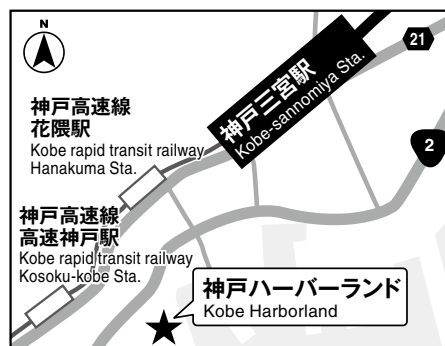 N
21
神戸三宮駅
Kobe-sannomiya Sta.
神戸高速線
花隈駅
Kobe rapid transit railway
Hanakuma Sta.
2
神戸高速線
高速神戸駅
Kobe rapid transit railway
Kosoku-kobe Sta.
神戸ハーバーランド
Kobe Harborland